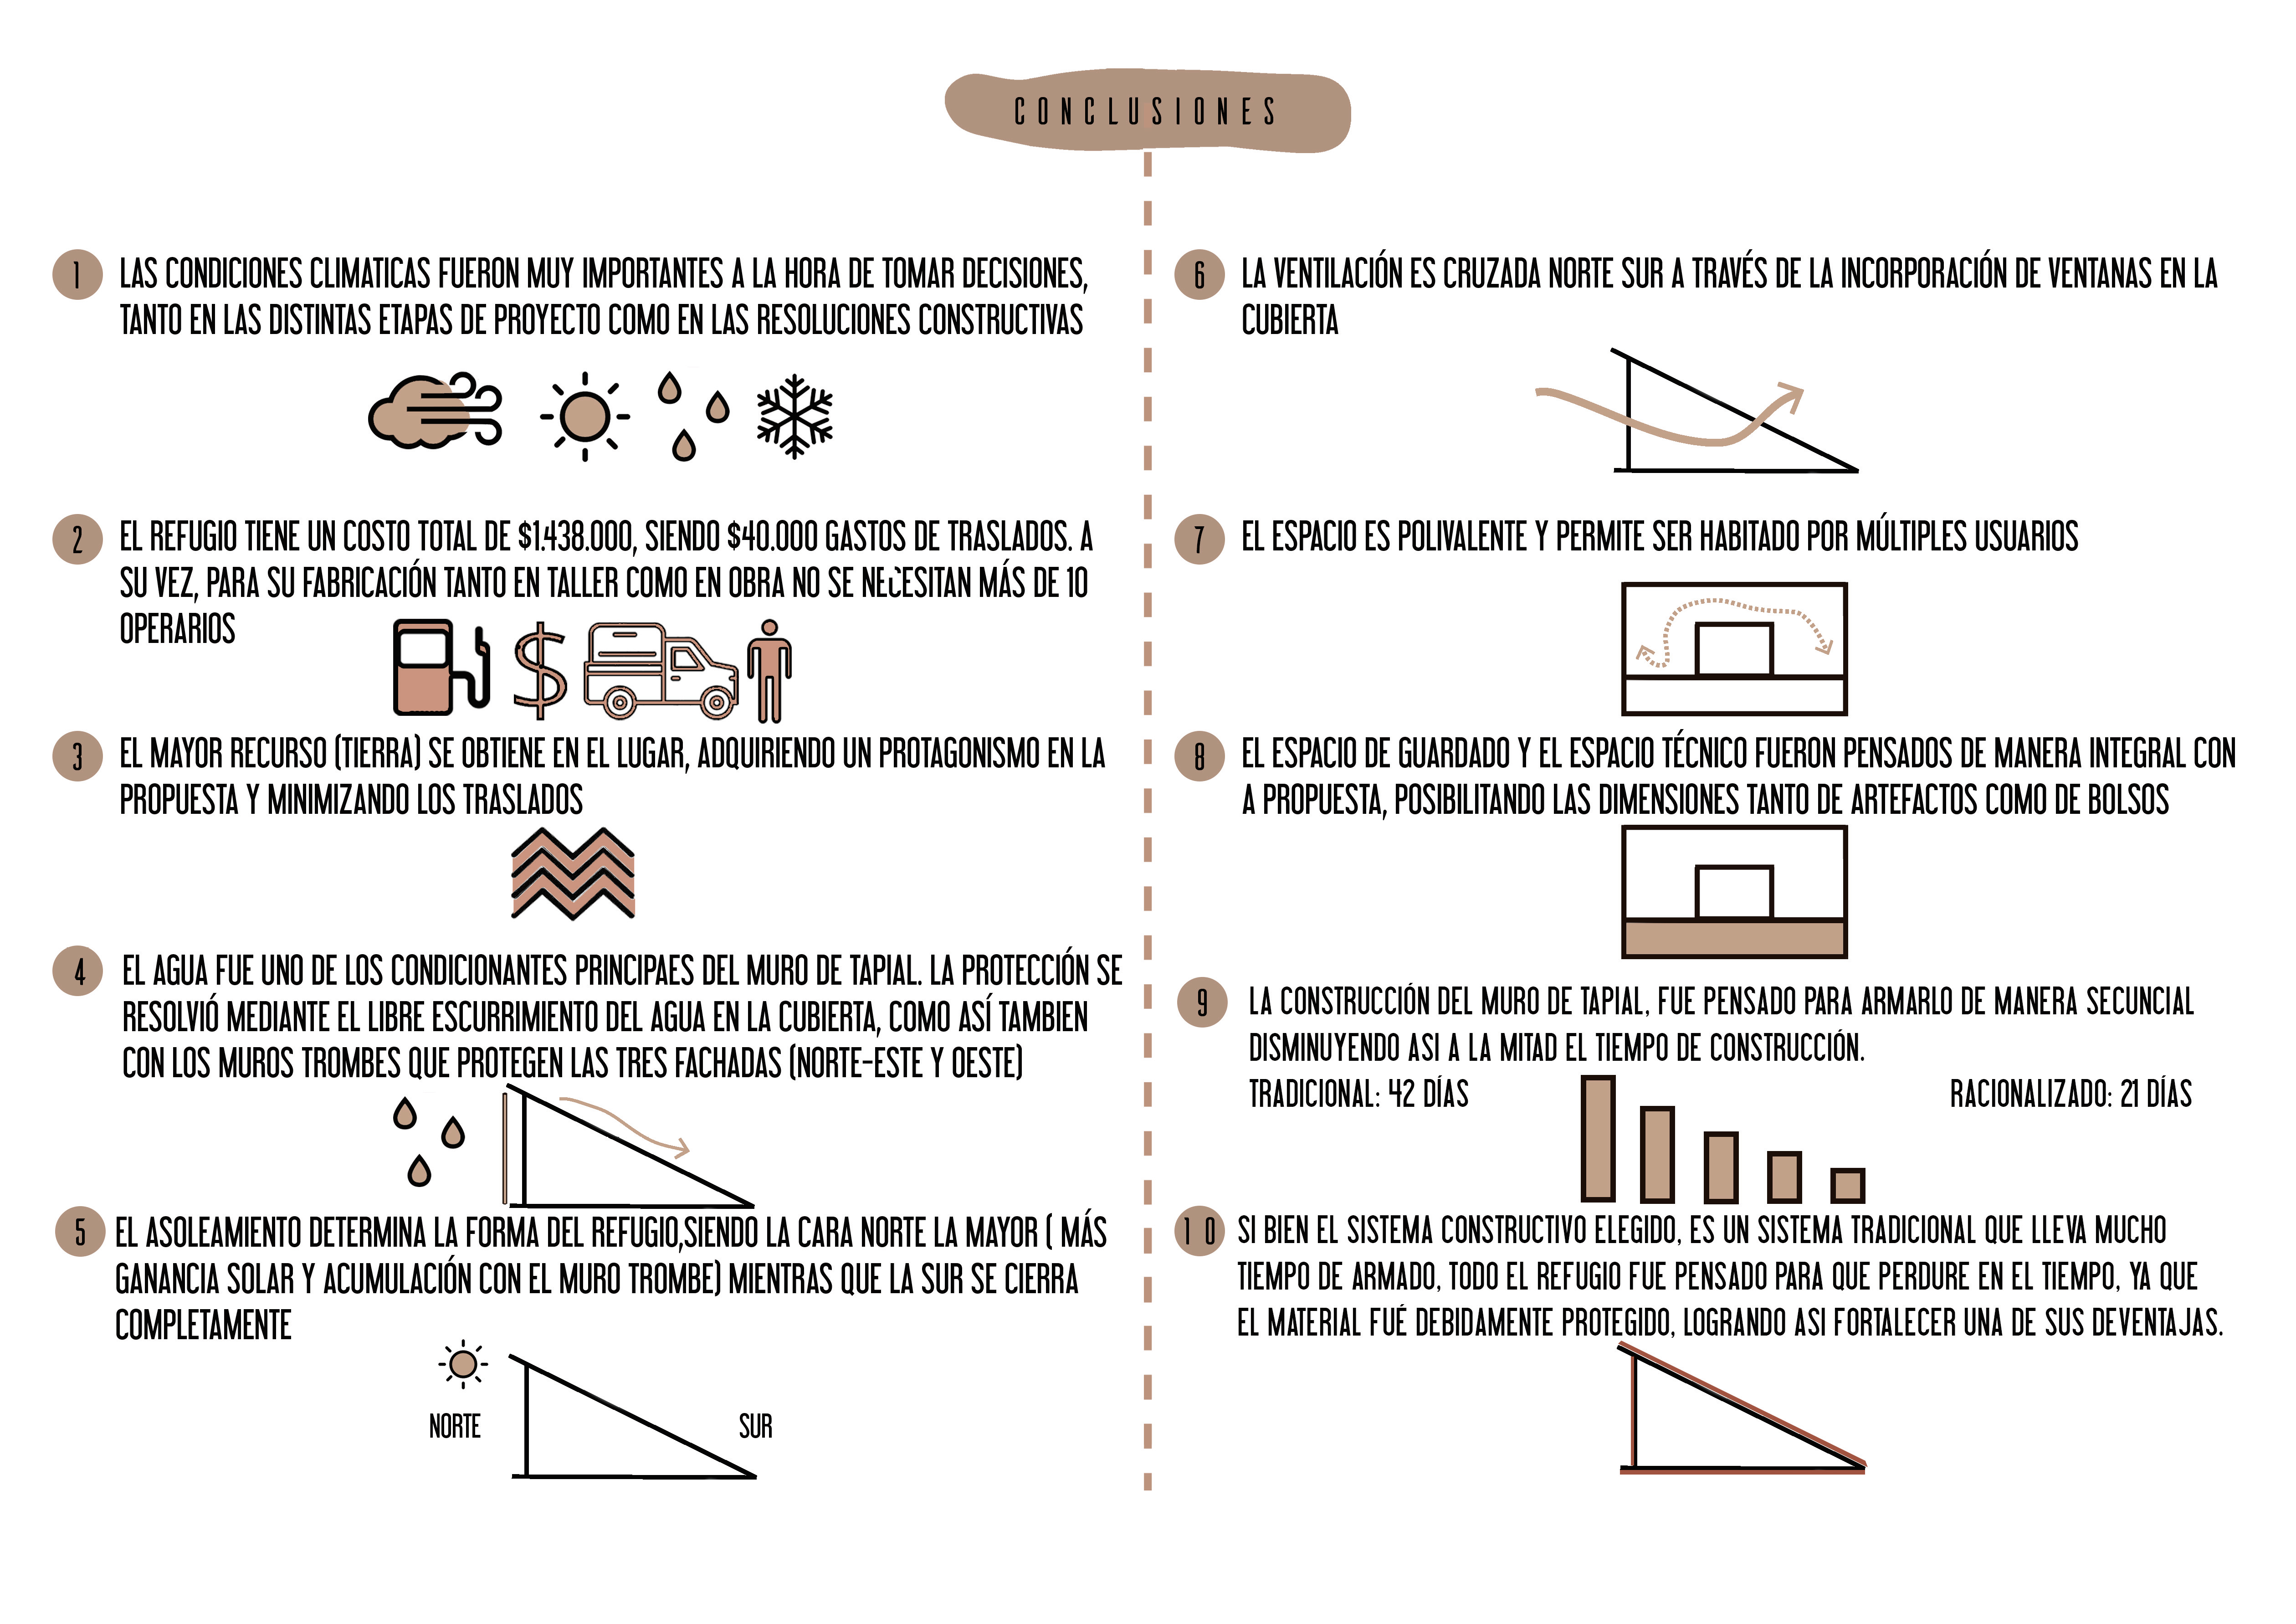 CONCLUSIONES
1
LAS CONDICIONES CLIMATICAS FUERON MUY IMPORTANTES A LA HORA DE TOMAR DECISIONES,
TANTO EN LAS DISTINTAS ETAPAS DE PROYECTO COMO EN LAS RESOLUCIONES CONSTRUCTIVAS
2
EL REFUGIO TIENE UN COSTO TOTAL DE $1.438.000, SIENDO $40.000 GASTOS DE TRASLADOS. A
SU VEZ, PARA SU FABRICACIÓN TANTO EN TALLER COMO EN OBRA NO SE NECESITAN MÁS DE 10
OPERARIOS
3
EL MAYOR RECURSO (TIERRA) SE OBTIENE EN EL LUGAR, ADQUIRIENDO UN PROTAGONISMO EN LA
PROPUESTA Y MINIMIZANDO LOS TRASLADOS
4
EL AGUA FUE UNO DE LOS CONDICIONANTES PRINCIPAES DEL MURO DE TAPIAL. LA PROTECCIÓN SE
RESOLVIÓ MEDIANTE EL LIBRE ESCURRIMIENTO DEL AGUA EN LA CUBIERTA, COMO ASÍ TAMBIEN
CON LOS MUROS TROMBES QUE PROTEGEN LAS TRES FACHADAS (NORTE-ESTE Y OESTE)
5
EL ASOLEAMIENTO DETERMINA LA FORMA DEL REFUGIO,SIENDO LA CARA NORTE LA MAYOR ( MÁS
GANANCIA SOLAR Y ACUMULACIÓN CON EL MURO TROMBE) MIENTRAS QUE LA SUR SE CIERRA
COMPLETAMENTE
NORTE
SUR
6
LA VENTILACIÓN ES CRUZADA NORTE SUR A TRAVÉS DE LA INCORPORACIÓN DE VENTANAS EN LA
CUBIERTA
7
EL ESPACIO ES POLIVALENTE Y PERMITE SER HABITADO POR MÚLTIPLES USUARIOS
8
EL ESPACIO DE GUARDADO Y EL ESPACIO TÉCNICO FUERON PENSADOS DE MANERA INTEGRAL CON
A PROPUESTA, POSIBILITANDO LAS DIMENSIONES TANTO DE ARTEFACTOS COMO DE BOLSOS
9
LA CONSTRUCCIÓN DEL MURO DE TAPIAL, FUE PENSADO PARA ARMARLO DE MANERA SECUNCIAL
DISMINUYENDO ASI A LA MITAD EL TIEMPO DE CONSTRUCCIÓN.
TRADICIONAL: 42 DÍAS
RACIONALIZADO: 21 DÍAS
10
SI BIEN EL SISTEMA CONSTRUCTIVO ELEGIDO, ES UN SISTEMA TRADICIONAL QUE LLEVA MUCHO
TIEMPO DE ARMADO, TODO EL REFUGIO FUE PENSADO PARA QUE PERDURE EN EL TIEMPO, YA QUE
EL MATERIAL FUÉ DEBIDAMENTE PROTEGIDO, LOGRANDO ASI FORTALECER UNA DE SUS DEVENTAJAS.